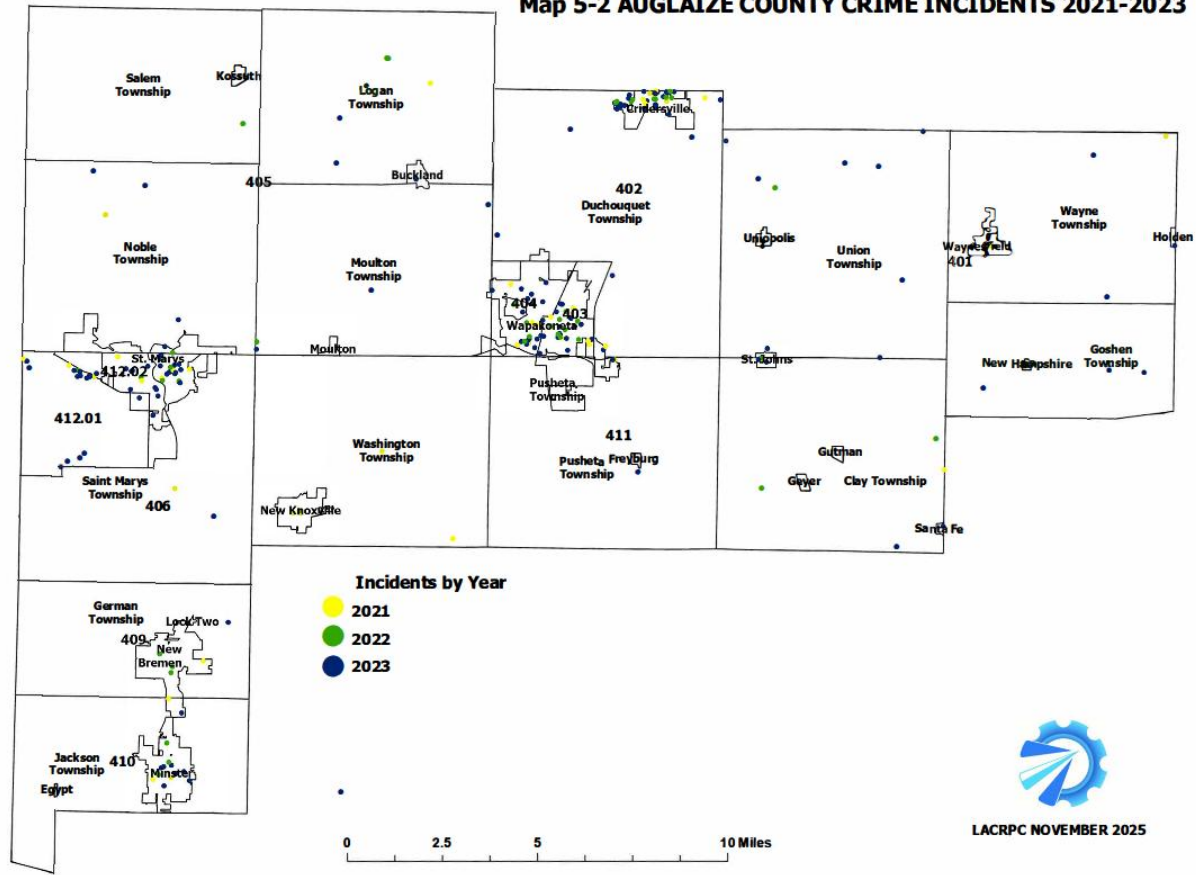 Map 5-2 AUGLAIZE COUNTY CRIME INCIDENTS 2021-2023
Salem
Township
Kossuth
Logan
Township
Cridersville
Buckland
405
402
Duchouquet
Township
Wayne
Township
Noble
Township
Uniopolis
Union
Township
Waynesfield
401
Holden
Moulton
Township
404
403
Wapakoneta
Moulton
St. Marys
412.02
St. Johns
New Hampshire
Goshen
Township
Pusheta
Township
412.01
Washington
Township
411
Pusheta
Township
Freyburg
Gutman
Geyer
Clay Township
Saint Marys
Township
406
New Knoxville
Santa Fe
Incidents by Year
2021
2022
2023
German
Township
Lock Two
409
New
Bremen
Jackson
Township
410
Minster
Egypt
0 2.5 5 10 Miles
LACRPC NOVEMBER 2025